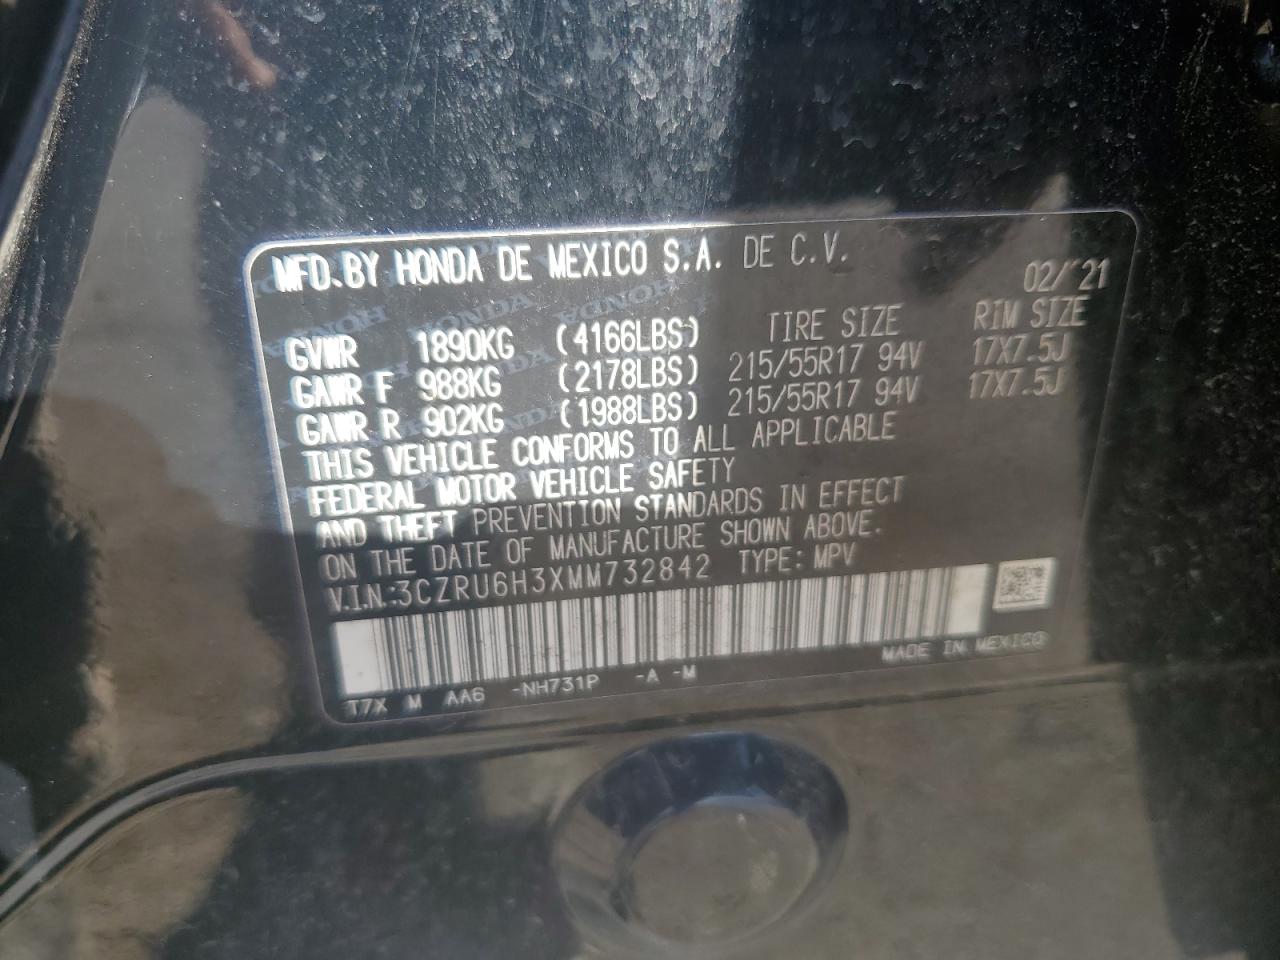 MFD. BY HONDA DE MEXICO S.A. DE C.V.
02/21
GVWR 1890KG (4166LBS) TIRE SIZE RIM SIZE
GAWR F 988KG (2178LBS) 215/55R17 94V 17X7.5J
GAWR R 902KG (1988LBS) 215/55R17 94V 17X7.5J
THIS VEHICLE CONFORMS TO ALL APPLICABLE
FEDERAL MOTOR VEHICLE SAFETY
AND THEFT PREVENTION STANDARDS IN EFFECT
ON THE DATE OF MANUFACTURE SHOWN ABOVE.
V.I.N.:3CZRU6H3XMM732842 TYPE: MPV
MADE IN MEXICO
T7X M AA6 -NH731P -A -M
HONDA HONDA